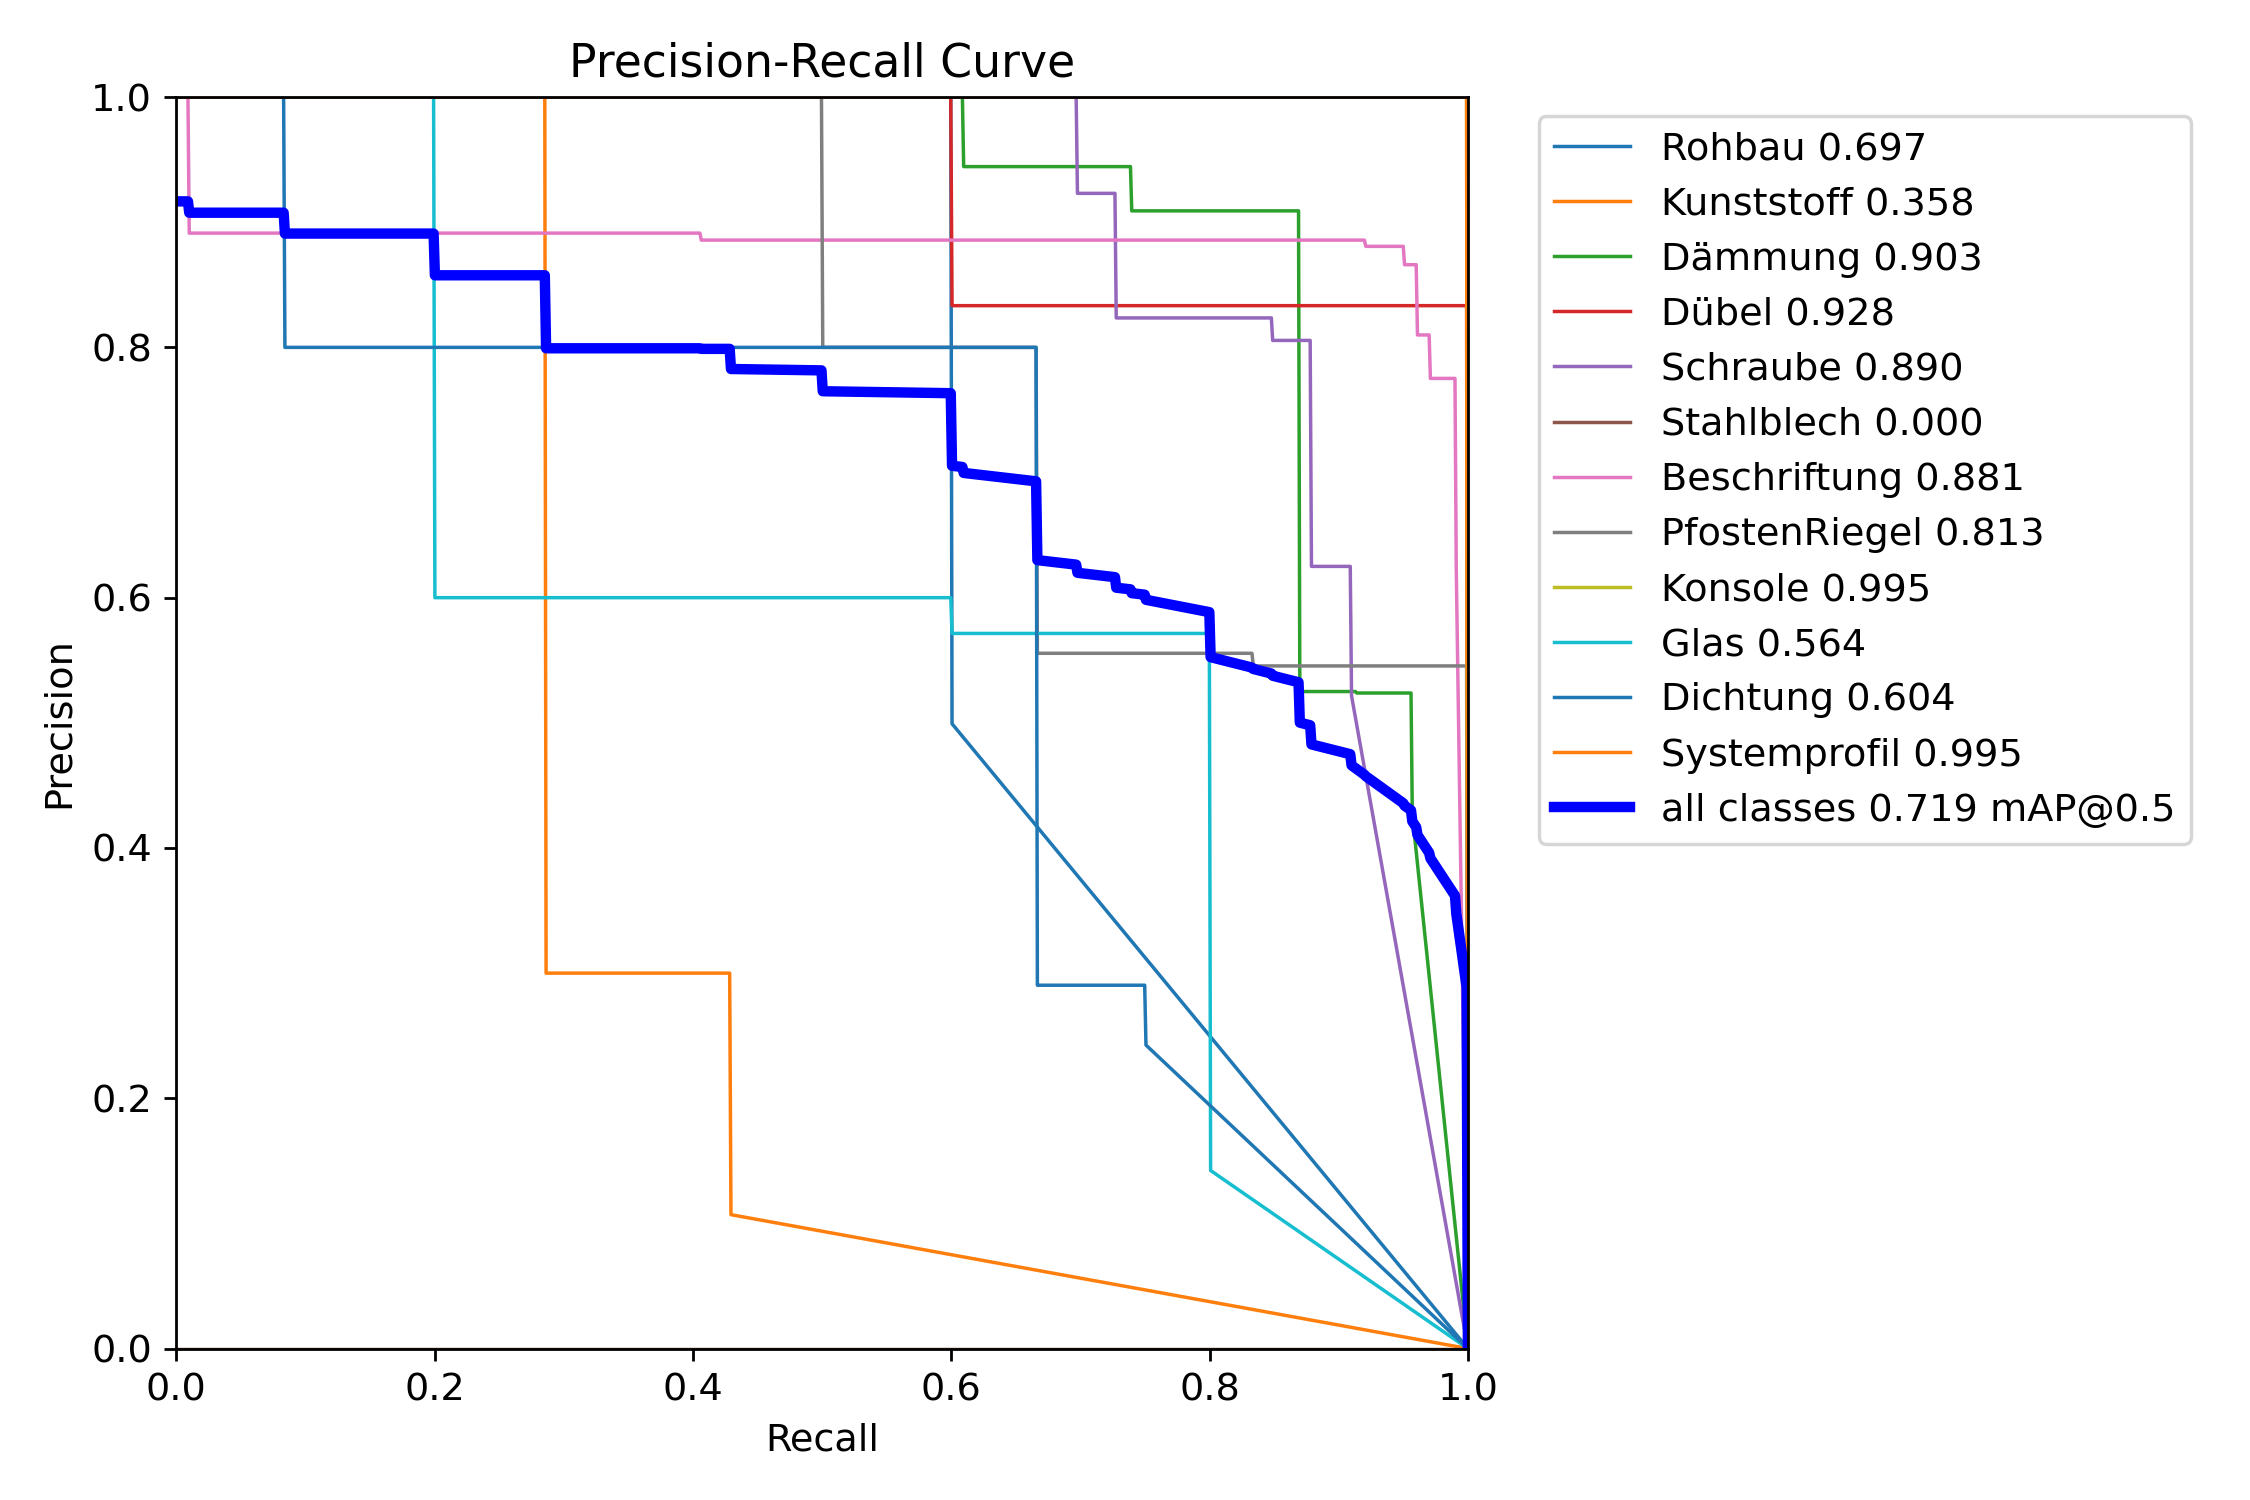 Precision-Recall Curve
1.0
0.8
0.6
0.4
0.2
0.0
Precision
0.0 0.2 0.4 0.6 0.8 1.0
Recall
Rohbau 0.697
Kunststoff 0.358
Dämmung 0.903
Dübel 0.928
Schraube 0.890
Stahlblech 0.000
Beschriftung 0.881
PfostenRiegel 0.813
Konsole 0.995
Glas 0.564
Dichtung 0.604
Systemprofil 0.995
all classes 0.719 mAP@0.5